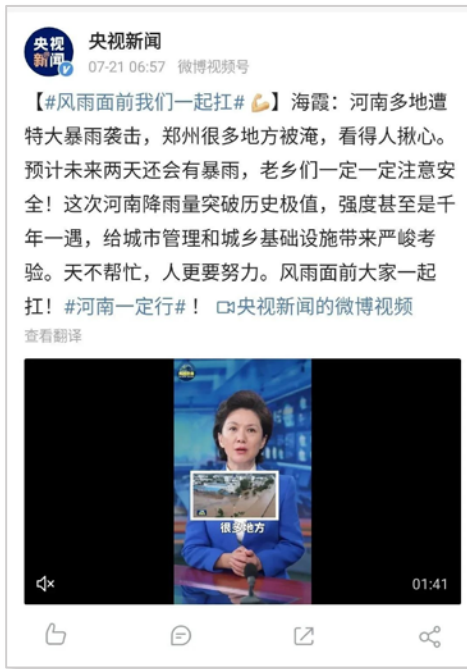 央视新闻
央视
新闻
07-21 06:57 微博视频号
【#风雨面前我们一起扛#💪】海霞：河南多地遭
特大暴雨袭击，郑州很多地方被淹，看得人揪心。
预计未来两天还会有暴雨，老乡们一定一定注意安
全！这次河南降雨量突破历史极值，强度甚至是千
年一遇，给城市管理和城乡基础设施带来严峻考
验。天不帮忙，人更要努力。风雨面前大家一起
扛！#河南一定行#！ 央视新闻的微博视频
查看翻译
很多地方
01:41